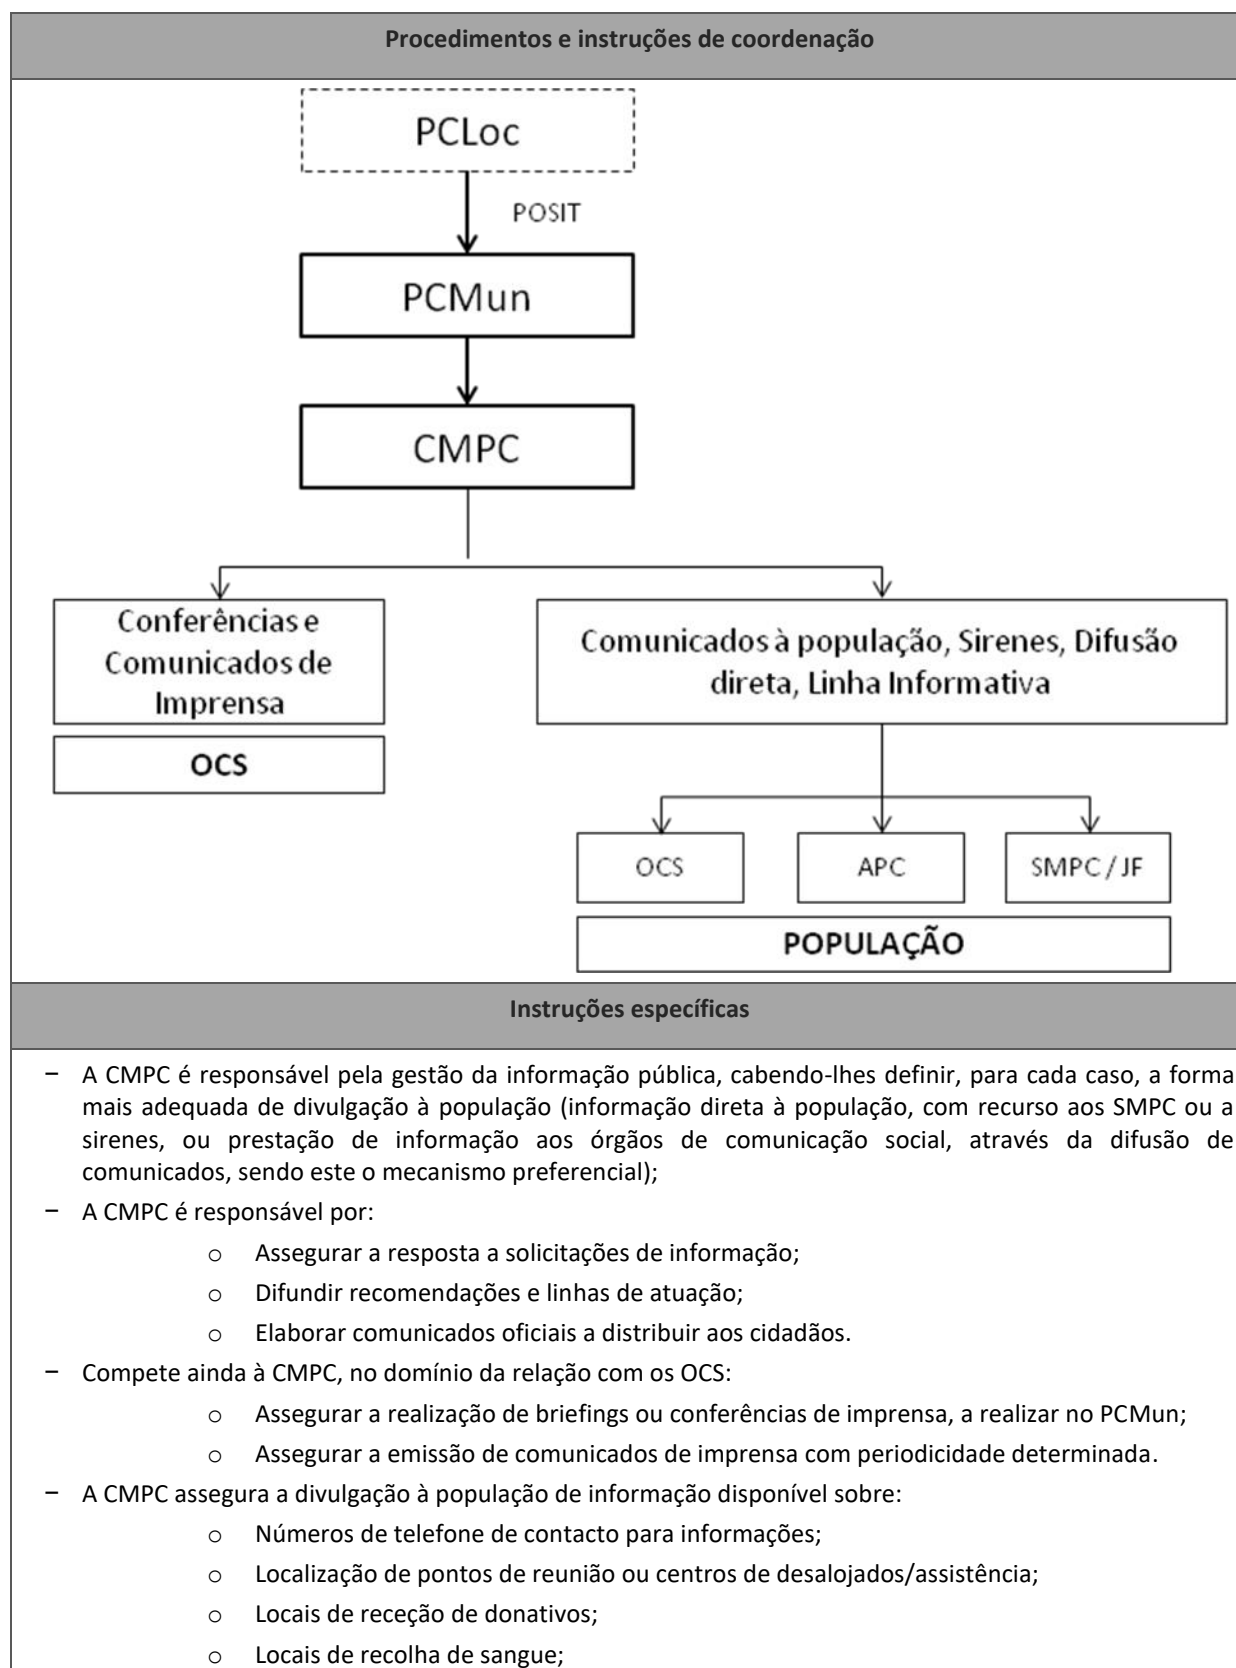 Procedimentos e instruções de coordenação
PCLoc
POSIT
PCMun
CMPC
Conferências e
Comunicados de
Imprensa
OCS
Comunicados à população, Sirenes, Difusão
direta, Linha Informativa
OCS
APC
SMPC / JF
POPULAÇÃO
Instruções específicas
− A CMPC é responsável pela gestão da informação pública, cabendo-lhes definir, para cada caso, a forma
mais adequada de divulgação à população (informação direta à população, com recurso aos SMPC ou a
sirenes, ou prestação de informação aos órgãos de comunicação social, através da difusão de
comunicados, sendo este o mecanismo preferencial);
− A CMPC é responsável por:
o Assegurar a resposta a solicitações de informação;
o Difundir recomendações e linhas de atuação;
o Elaborar comunicados oficiais a distribuir aos cidadãos.
− Compete ainda à CMPC, no domínio da relação com os OCS:
o Assegurar a realização de briefings ou conferências de imprensa, a realizar no PCMun;
o Assegurar a emissão de comunicados de imprensa com periodicidade determinada.
− A CMPC assegura a divulgação à população de informação disponível sobre:
o Números de telefone de contacto para informações;
o Localização de pontos de reunião ou centros de desalojados/assistência;
o Locais de receção de donativos;
o Locais de recolha de sangue;